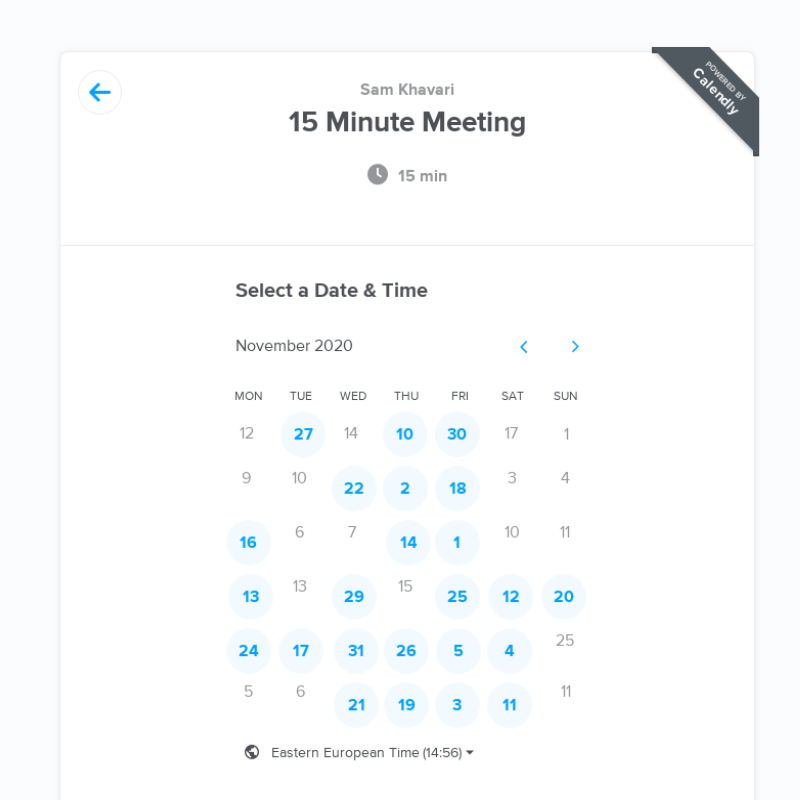 POWERED BY
Calendly
Sam Khavari
15 Minute Meeting
15 min
Select a Date & Time
November 2020
MON TUE WED THU FRI SAT SUN
12 27 14 10 30 17 1
9 10 22 2 18 3 4
16 6 7 14 1 10 11
13 13 29 15 25 12 20
24 17 31 26 5 4 25
5 6 21 19 3 11 11
Eastern European Time (14:56)